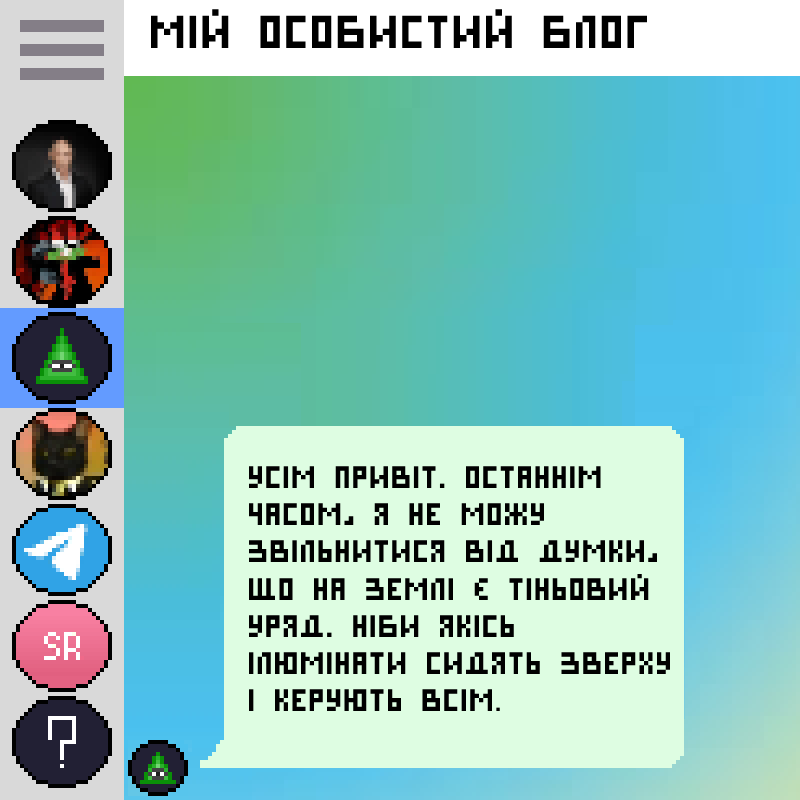 МІЙ ОСОБИСТИЙ БЛОГ
УСІМ ПРИВІТ. ОСТАННІМ
ЧАСОМ, Я НЕ МОЖУ
ЗВІЛЬНИТИСЯ ВІД ДУМКИ,
ЩО НА ЗЕМЛІ Є ТІНЬОВИЙ
УРЯД. НІБИ ЯКІСЬ
ІЛЮМІНАТИ СИДЯТЬ ЗВЕРХУ
І КЕРУЮТЬ ВСІМ.
SR
?